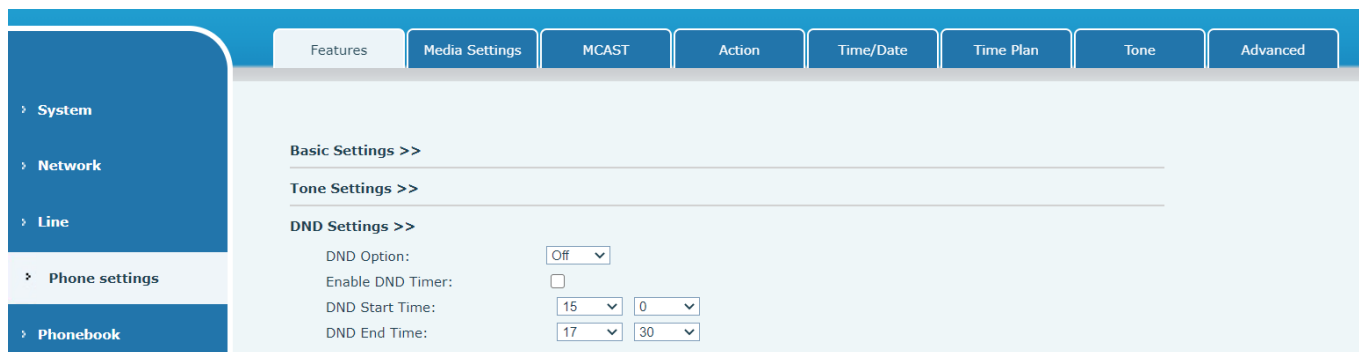 Features Media Settings MCAST Action Time/Date Time Plan Tone Advanced
System
Network
Line
Phone settings
Phonebook
Basic Settings >>
Tone Settings >>
DND Settings >>
DND Option: Off
Enable DND Timer:
DND Start Time: 15 0
DND End Time: 17 30